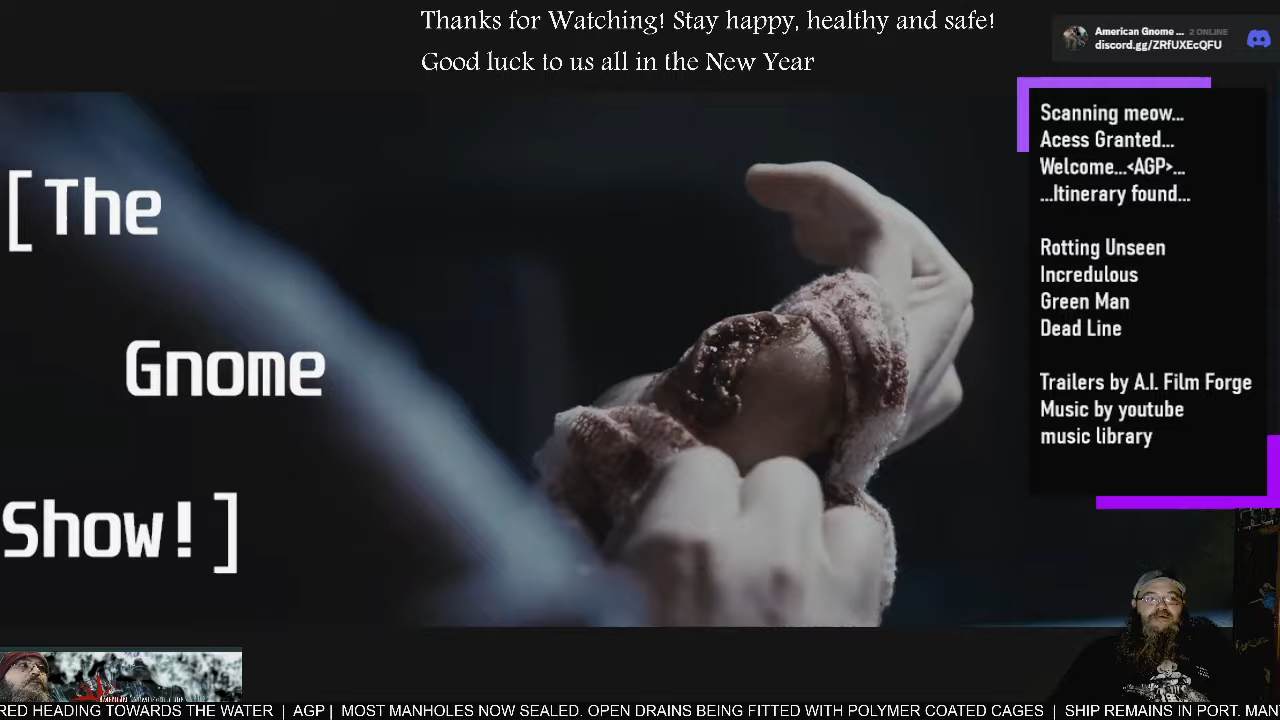 Thanks for Watching! Stay happy, healthy and safe!
Good luck to us all in the New Year
American Gnome ... 2 ONLINE
discord.gg/ZRfUXEcQFU
[The
Gnome
Show!]
Scanning meow...
Acess Granted...
Welcome...<AGP>...
...Itinerary found...
Rotting Unseen
Incredulous
Green Man
Dead Line
Trailers by A.I. Film Forge
Music by youtube
music library
RED HEADING TOWARDS THE WATER | AGP | MOST MANHOLES NOW SEALED. OPEN DRAINS BEING FITTED WITH POLYMER COATED CAGES | SHIP REMAINS IN PORT. MAN